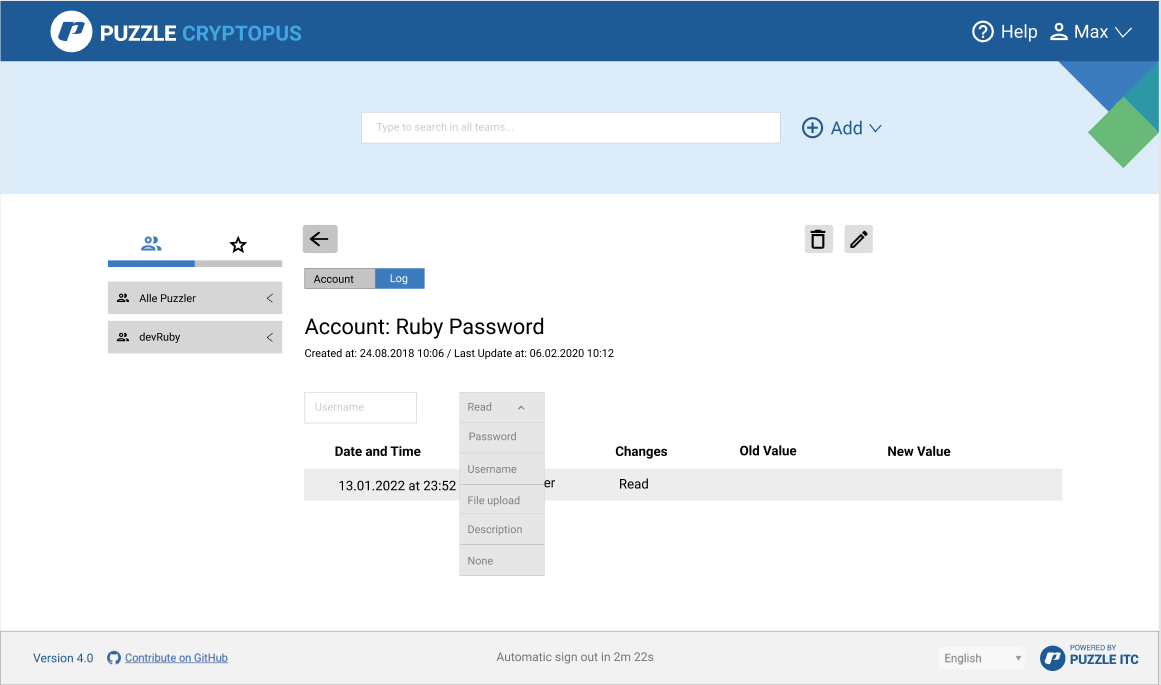 PUZZLE CRYPTOPUS
Help
Max
Type to search in all teams...
Add
Account
Log
Alle Puzzler
devRuby
Account: Ruby Password
Created at: 24.08.2018 10:06 / Last Update at: 06.02.2020 10:12
Username
Read
Password
Username
File upload
Description
None
Date and Time
Changes
Old Value
New Value
13.01.2022 at 23:52
er
Read
Version 4.0
Contribute on GitHub
Automatic sign out in 2m 22s
English
POWERED BY
PUZZLE ITC